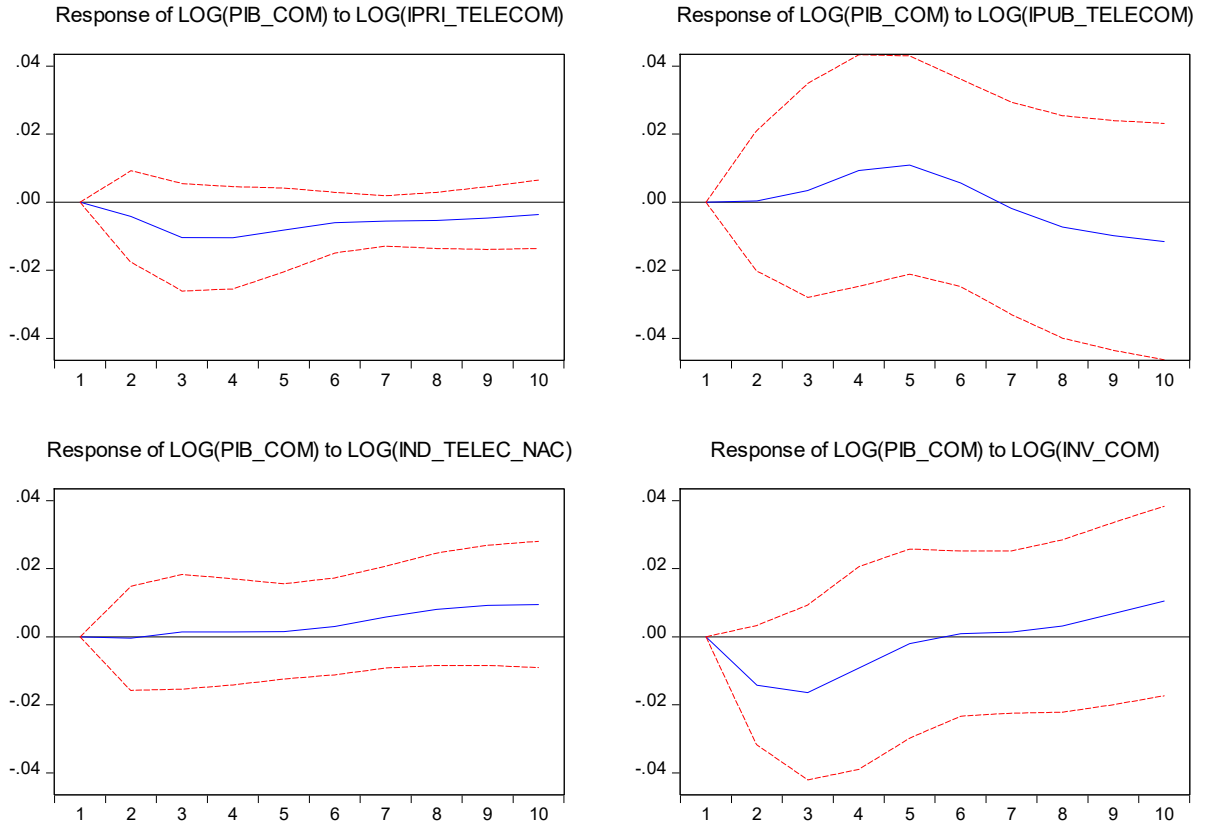 Response of LOG(PIB_COM) to LOG(IPRI_TELECOM)
.04
.02
.00
-.02
-.04
1 2 3 4 5 6 7 8 9 10
Response of LOG(PIB_COM) to LOG(IPUB_TELECOM)
.04
.02
.00
-.02
-.04
1 2 3 4 5 6 7 8 9 10
Response of LOG(PIB_COM) to LOG(IND_TELEC_NAC)
.04
.02
.00
-.02
-.04
1 2 3 4 5 6 7 8 9 10
Response of LOG(PIB_COM) to LOG(INV_COM)
.04
.02
.00
-.02
-.04
1 2 3 4 5 6 7 8 9 10